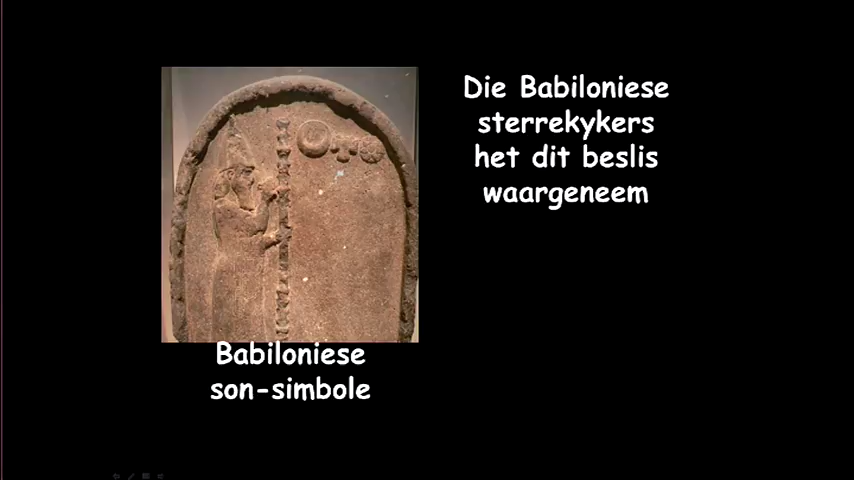 Die Babiloniese
sterrekykers
het dit beslis
waargeneem
Babiloniese
son-simbole